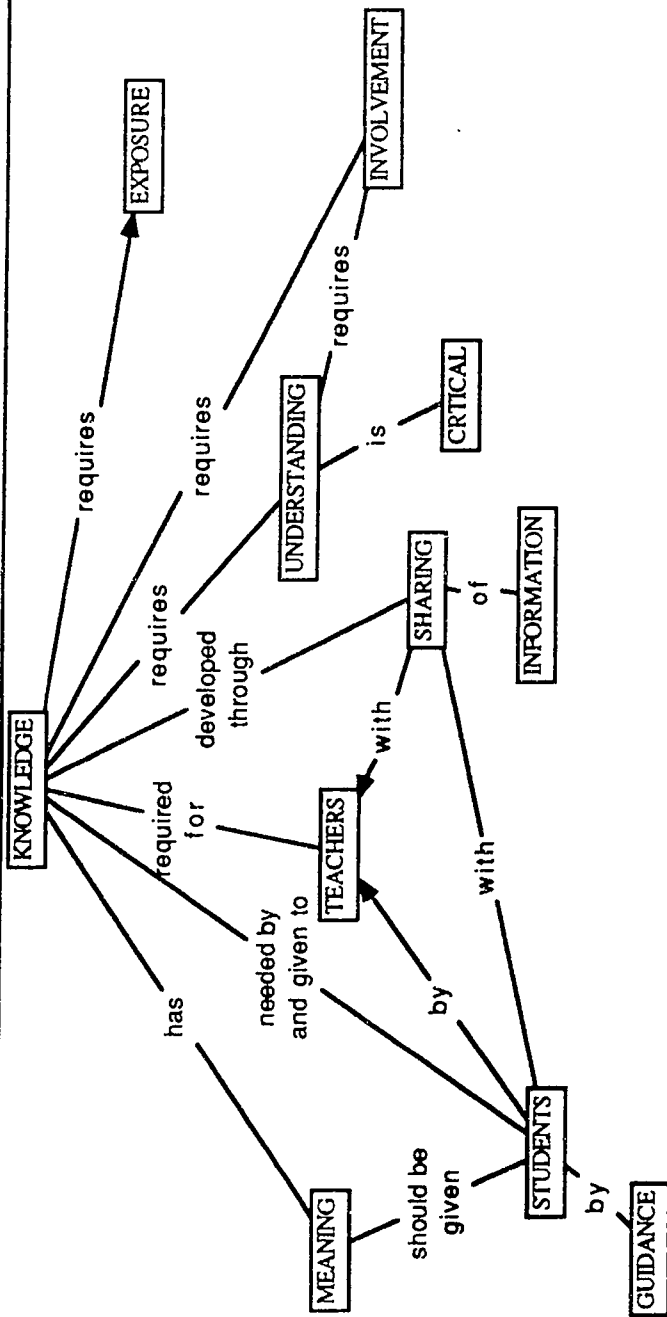 KNOWLEDGE
requires
EXPOSURE
requires
INVOLVEMENT
requires
requires
UNDERSTANDING
is
CRTICAL
developed
through
SHARING
of
INFORMATION
with
required
for
TEACHERS
with
needed by
and given to
by
has
MEANING
should be
given
STUDENTS
by
GUIDANCE